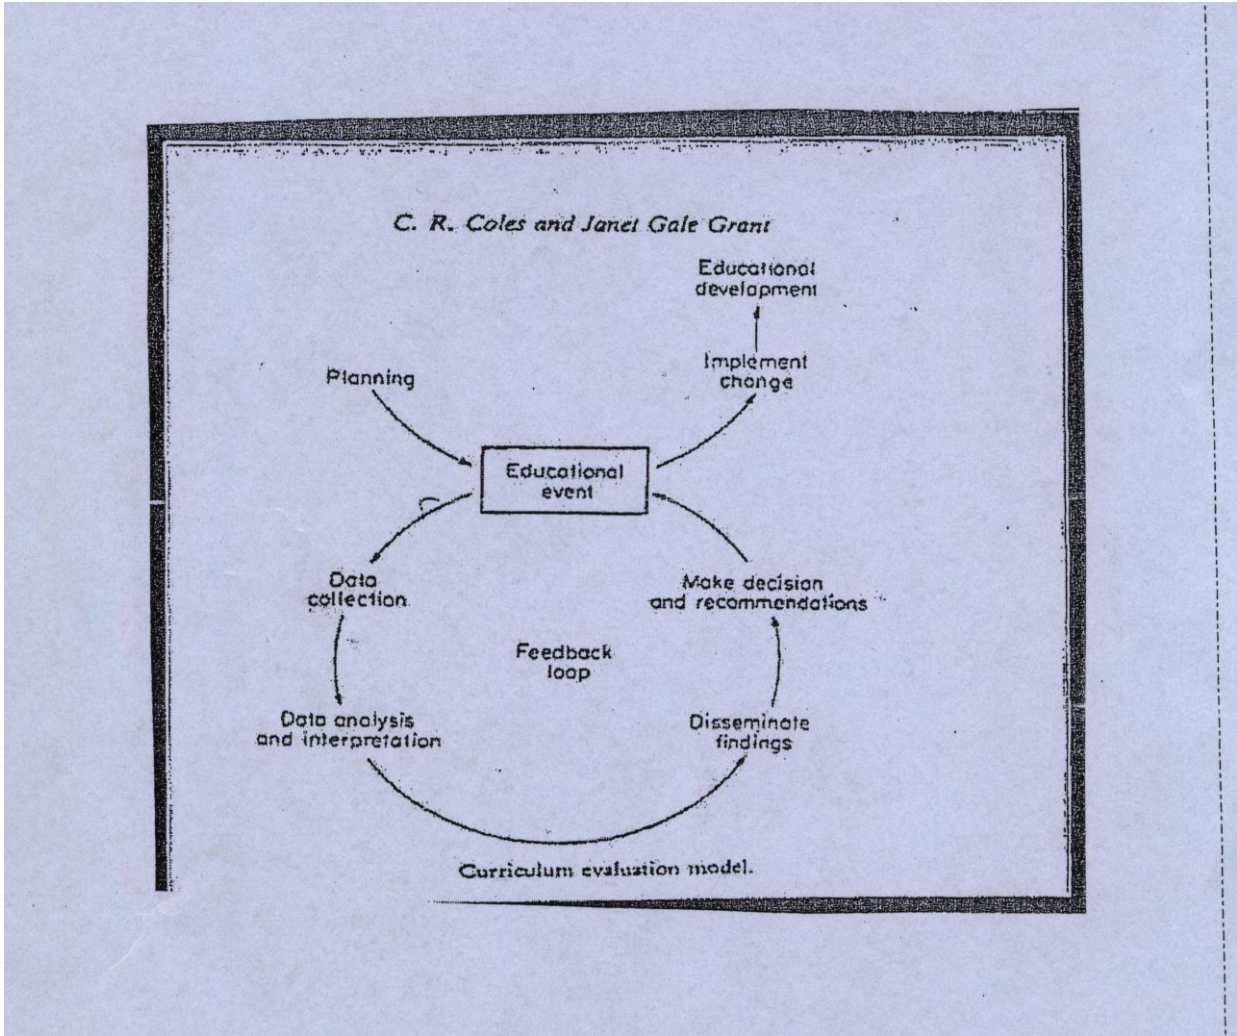 C. R. Coles and Janet Gale Grant
Educational
development
Implement
change
Planning
Educational
event
Data
collection
Make decision
and recommendations
Feedback
loop
Data analysis
and interpretation
Disseminate
findings
Curriculum evaluation model.